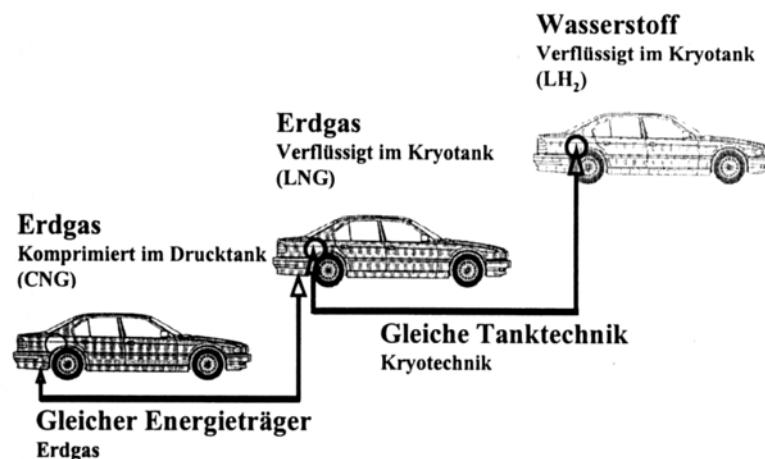 Wasserstoff
Verflüssigt im Kryotank
(LH₂)
Erdgas
Verflüssigt im Kryotank
(LNG)
Erdgas
Komprimiert im Drucktank
(CNG)
Gleiche Tanktechnik
Kryotechnik
Gleicher Energieträger
Erdgas